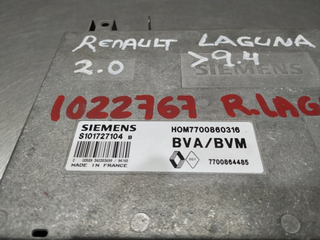 RENAULT LAGUNA
2.0 >9.4
SIEMENS
1022767 R.LAG
SIEMENS
S101727104 B
HOM7700860316
BVA/BVM
7700864485
MADE IN FRANCE